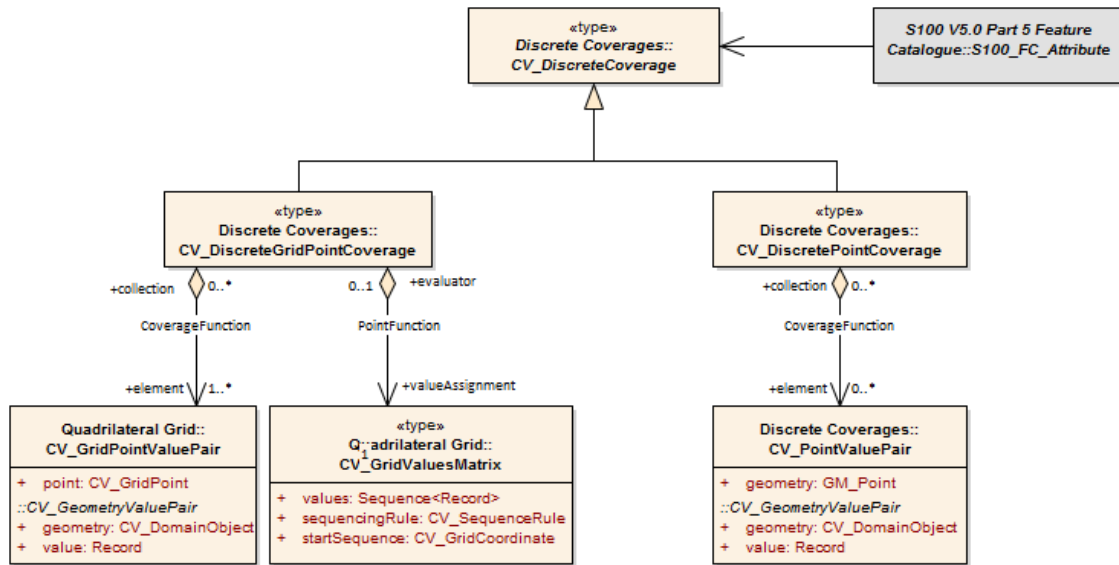 «type»
Discrete Coverages::
CV_DiscreteCoverage
S100 V5.0 Part 5 Feature
Catalogue::S100_FC_Attribute
«type»
Discrete Coverages::
CV_DiscreteGridPointCoverage
«type»
Discrete Coverages::
CV_DiscretePointCoverage
+collection
0..*
0..1
+evaluator
+collection
0..*
CoverageFunction
PointFunction
CoverageFunction
+element
1..*
+valueAssignment
+element
0..*
Quadrilateral Grid::
CV_GridPointValuePair
+ point: CV_GridPoint
::CV_GeometryValuePair
+ geometry: CV_DomainObject
+ value: Record
«type»
Quadrilateral Grid::
1
CV_GridValuesMatrix
+ values: Sequence<Record>
+ sequencingRule: CV_SequenceRule
+ startSequence: CV_GridCoordinate
Discrete Coverages::
CV_PointValuePair
+ geometry: GM_Point
::CV_GeometryValuePair
+ geometry: CV_DomainObject
+ value: Record